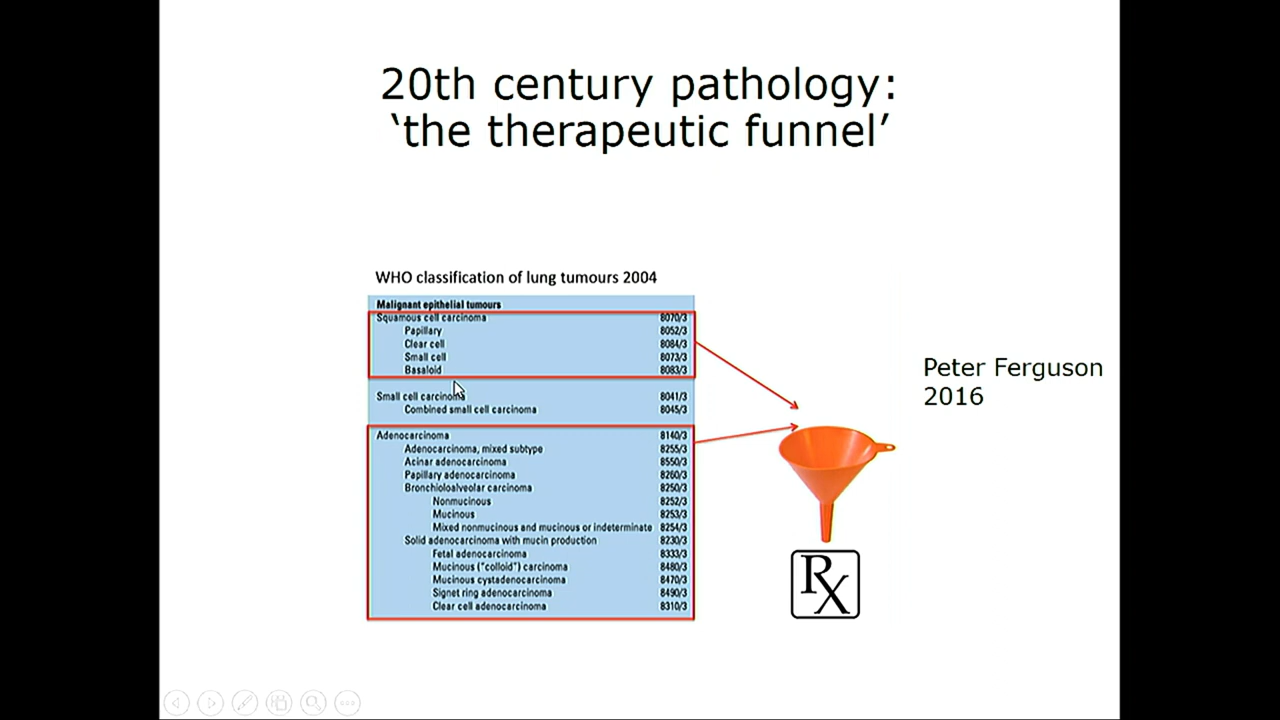 20th century pathology:
‘the therapeutic funnel’
WHO classification of lung tumours 2004
Malignant epithelial tumours
Squamous cell carcinoma 8070/3
Papillary 8052/3
Clear cell 8084/3
Small cell 8073/3
Basaloid 8083/3
Small cell carcinoma 8041/3
Combined small cell carcinoma 8045/3
Adenocarcinoma 8140/3
Adenocarcinoma, mixed subtype 8255/3
Acinar adenocarcinoma 8550/3
Papillary adenocarcinoma 8260/3
Bronchioloalveolar carcinoma 8250/3
Nonmucinous 8252/3
Mucinous 8253/3
Mixed nonmucinous and mucinous or indeterminate 8254/3
Solid adenocarcinoma with mucin production 8230/3
Fetal adenocarcinoma 8333/3
Mucinous ("colloid") carcinoma 8480/3
Mucinous cystadenocarcinoma 8470/3
Signet ring adenocarcinoma 8490/3
Clear cell adenocarcinoma 8310/3
Peter Ferguson
2016
RX